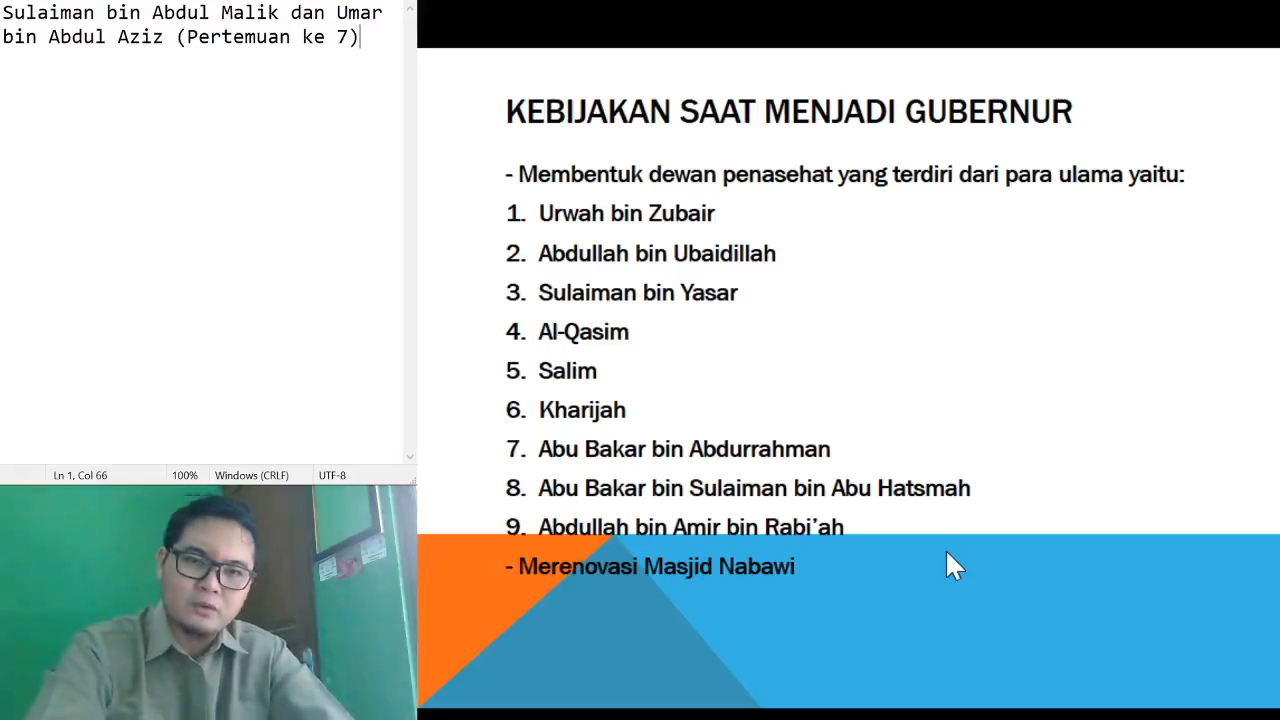 Sulaiman bin Abdul Malik dan Umar
bin Abdul Aziz (Pertemuan ke 7)
Ln 1, Col 66
100%
Windows (CRLF)
UTF-8
KEBIJAKAN SAAT MENJADI GUBERNUR
- Membentuk dewan penasehat yang terdiri dari para ulama yaitu:
1. Urwah bin Zubair
2. Abdullah bin Ubaidillah
3. Sulaiman bin Yasar
4. Al-Qasim
5. Salim
6. Kharijah
7. Abu Bakar bin Abdurrahman
8. Abu Bakar bin Sulaiman bin Abu Hatsmah
9. Abdullah bin Amir bin Rabi’ah
- Merenovasi Masjid Nabawi